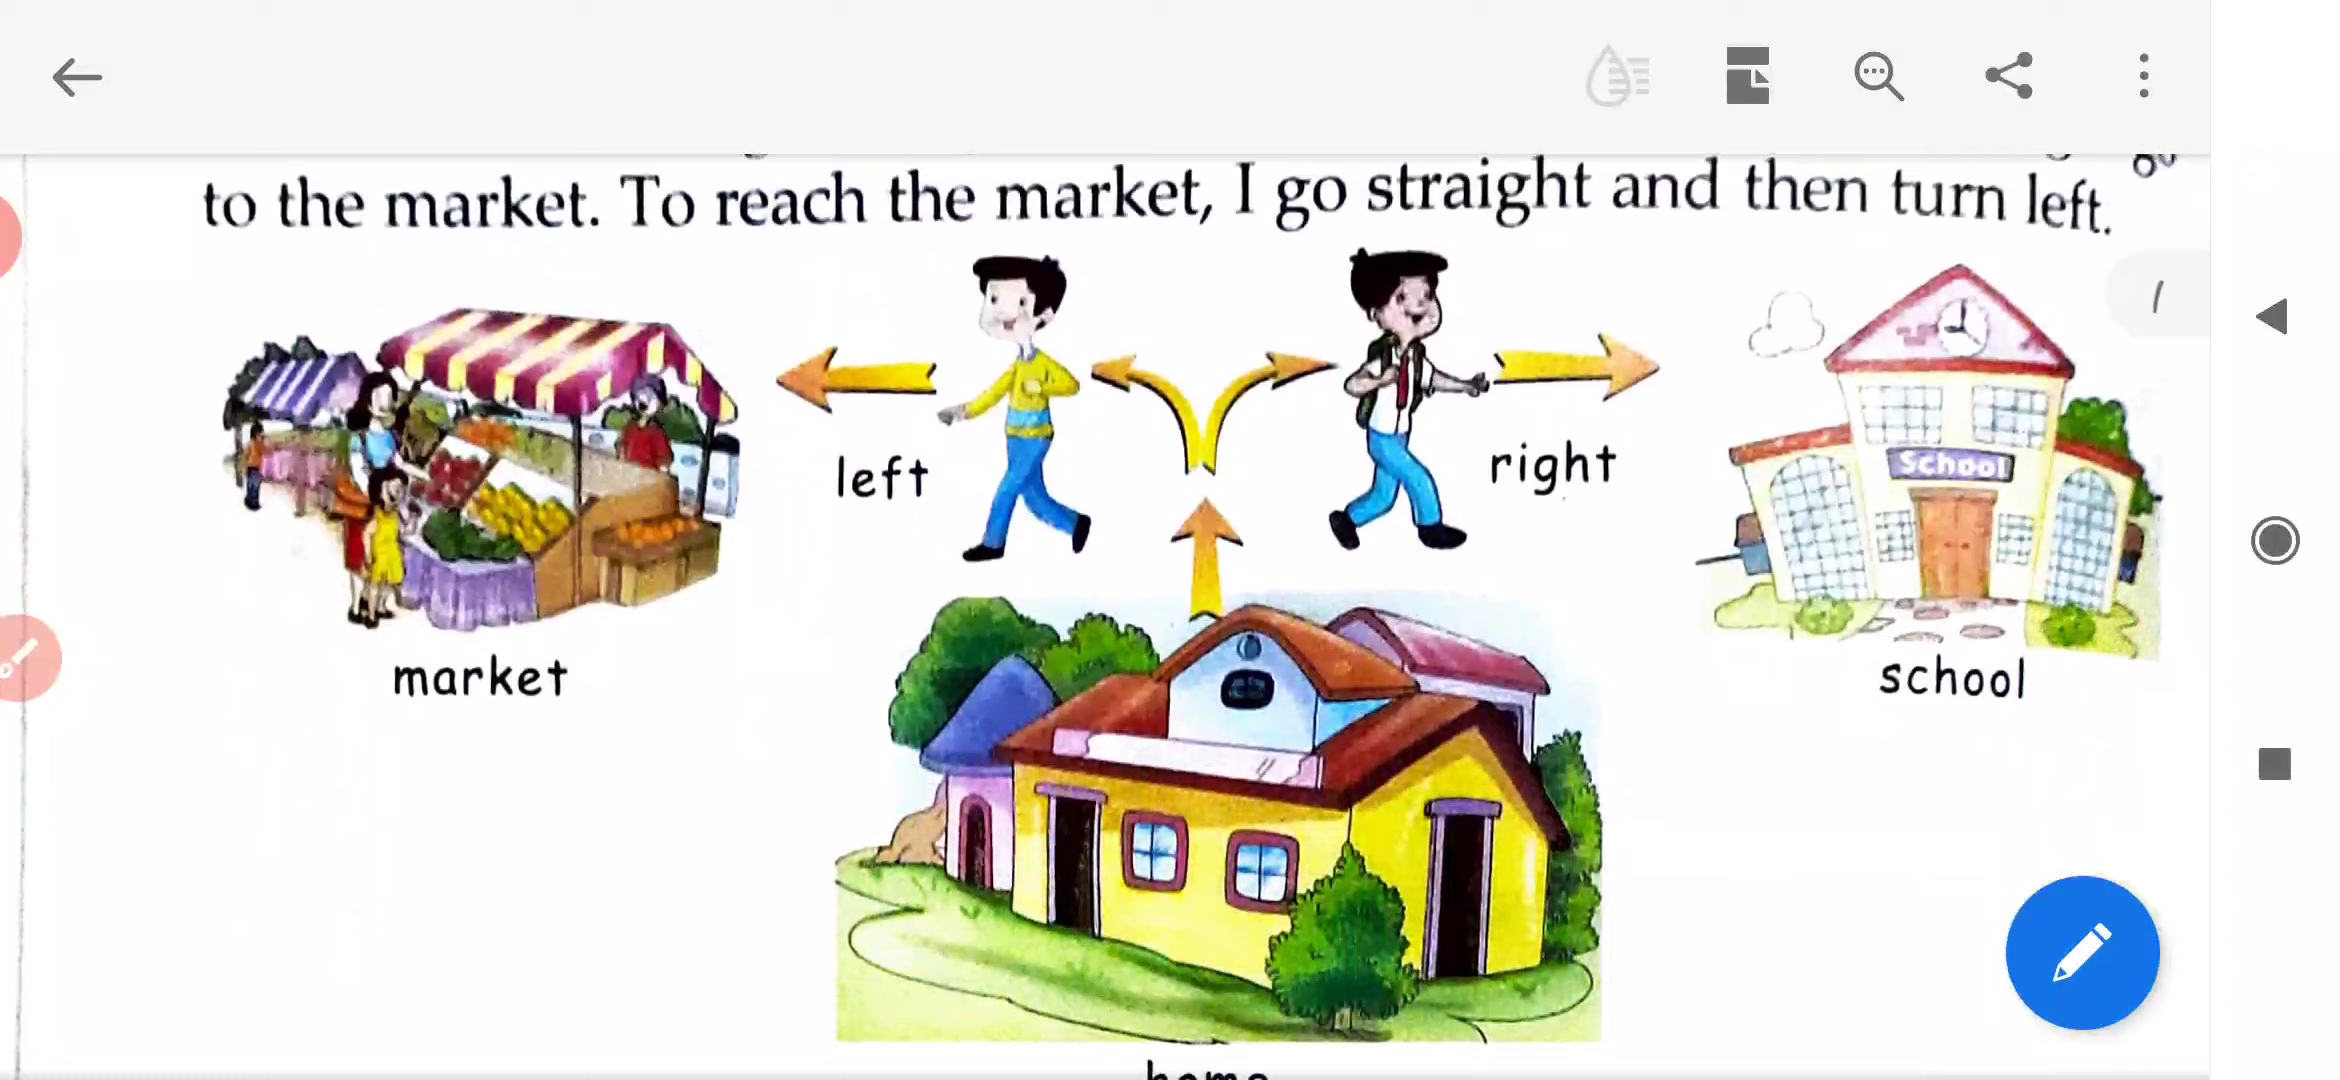 to the market. To reach the market, I go straight and then turn left.
left
right
School
market
school